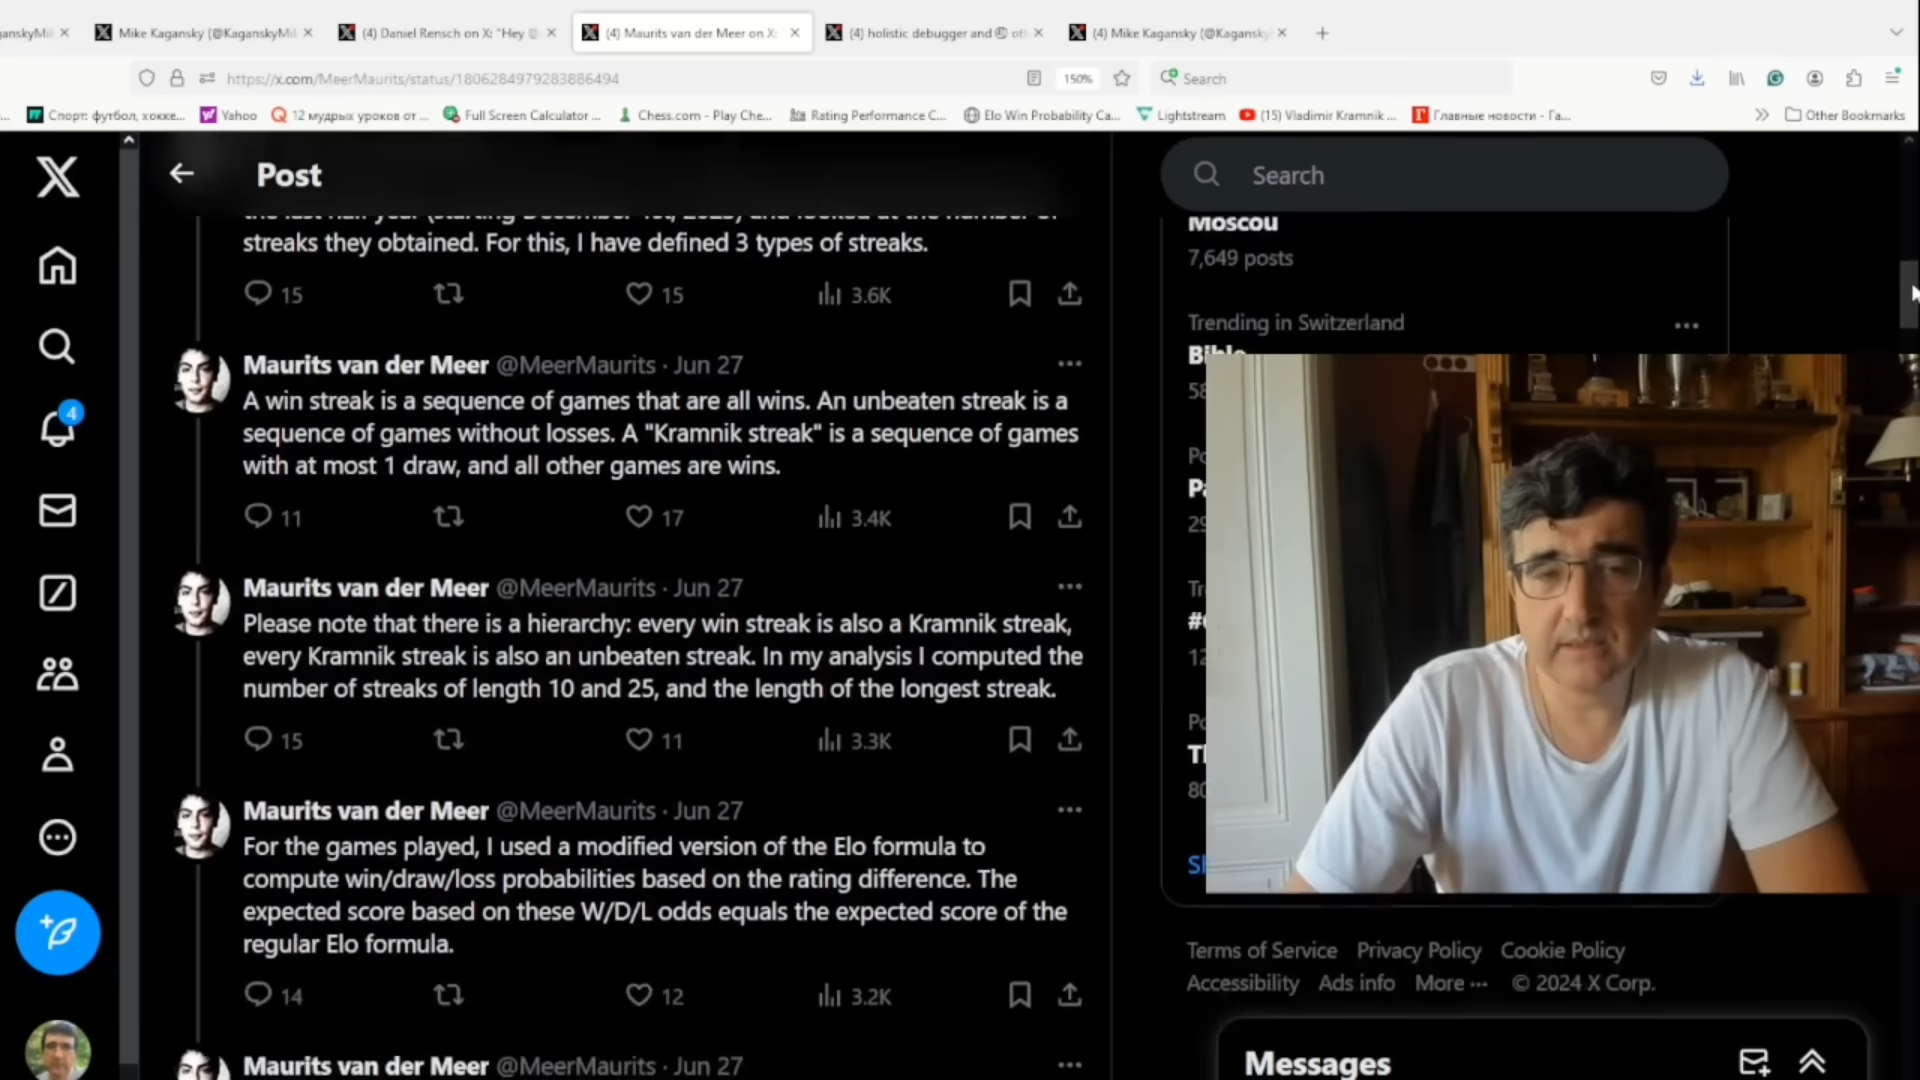 anskyMi
Mike Kagansky (@KaganskyMi
(4) Daniel Rensch on X: "Hey @
(4) Maurits van der Meer on X:
(4) holistic debugger and
(4) Mike Kagansky (@Kagansky
https://x.com/MeerMaurits/status/1806284979283886494
150%
Search
Спорт: футбол, хокке...
Yahoo
12 мудрых уроков от ...
Full Screen Calculator ...
Chess.com - Play Che...
Rating Performance C...
Elo Win Probability Ca...
Lightstream
(15) Vladimir Kramnik ...
Главные новости - Га...
Other Bookmarks
Post
streaks they obtained. For this, I have defined 3 types of streaks.
15
15
3.6K
Maurits van der Meer @MeerMaurits · Jun 27
A win streak is a sequence of games that are all wins. An unbeaten streak is a
sequence of games without losses. A "Kramnik streak" is a sequence of games
with at most 1 draw, and all other games are wins.
11
17
3.4K
Maurits van der Meer @MeerMaurits · Jun 27
Please note that there is a hierarchy: every win streak is also a Kramnik streak,
every Kramnik streak is also an unbeaten streak. In my analysis I computed the
number of streaks of length 10 and 25, and the length of the longest streak.
15
11
3.3K
Maurits van der Meer @MeerMaurits · Jun 27
For the games played, I used a modified version of the Elo formula to
compute win/draw/loss probabilities based on the rating difference. The
expected score based on these W/D/L odds equals the expected score of the
regular Elo formula.
14
12
3.2K
Maurits van der Meer @MeerMaurits · Jun 27
4
Search
Moscou
7,649 posts
Trending in Switzerland
Terms of Service Privacy Policy Cookie Policy
Accessibility Ads info More ··· © 2024 X Corp.
Messages